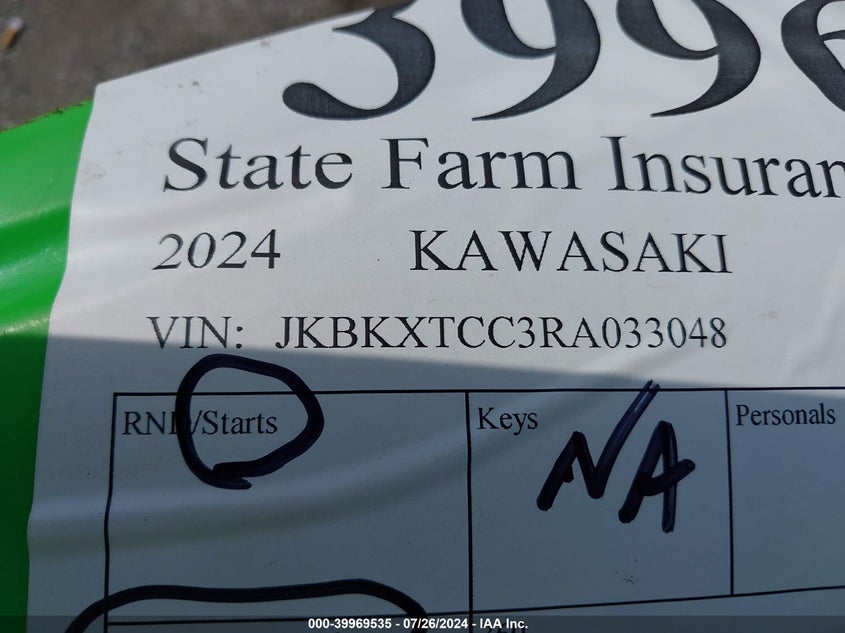 399
State Farm Insuran
2024 KAWASAKI
VIN: JKBKXTCC3RA033048
RND/Starts Keys Personals
NA
000-39969535 - 07/26/2024 - IAA Inc.